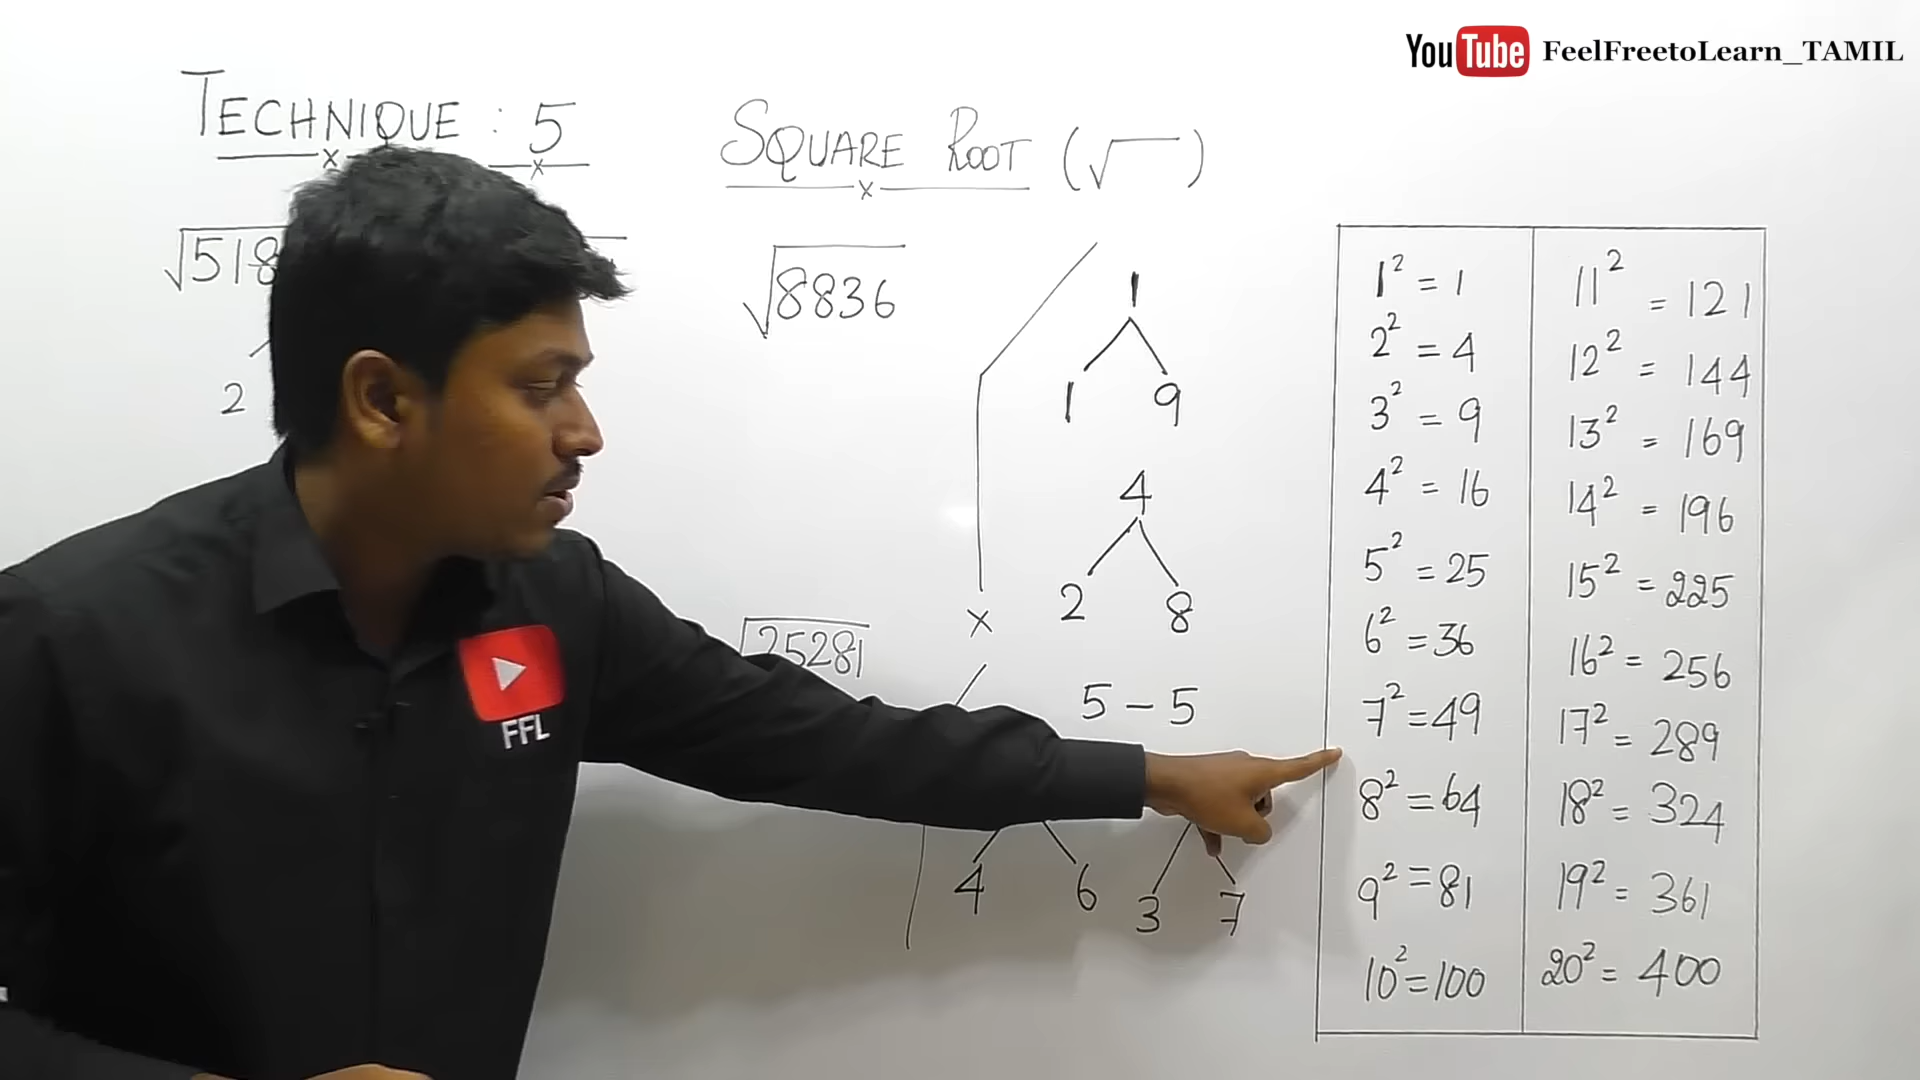 YouTube FeelFreetoLearn_TAMIL
TECHNIQUE : 5
SQUARE ROOT (√‾)
√518
2
√8836
√25281
1
1 9
4
2 8
5 – 5
4 6 3 7
x
FFL
1² = 1
2² = 4
3² = 9
4² = 16
5² = 25
6² = 36
7² = 49
8² = 64
9² = 81
10² = 100
11² = 121
12² = 144
13² = 169
14² = 196
15² = 225
16² = 256
17² = 289
18² = 324
19² = 361
20² = 400